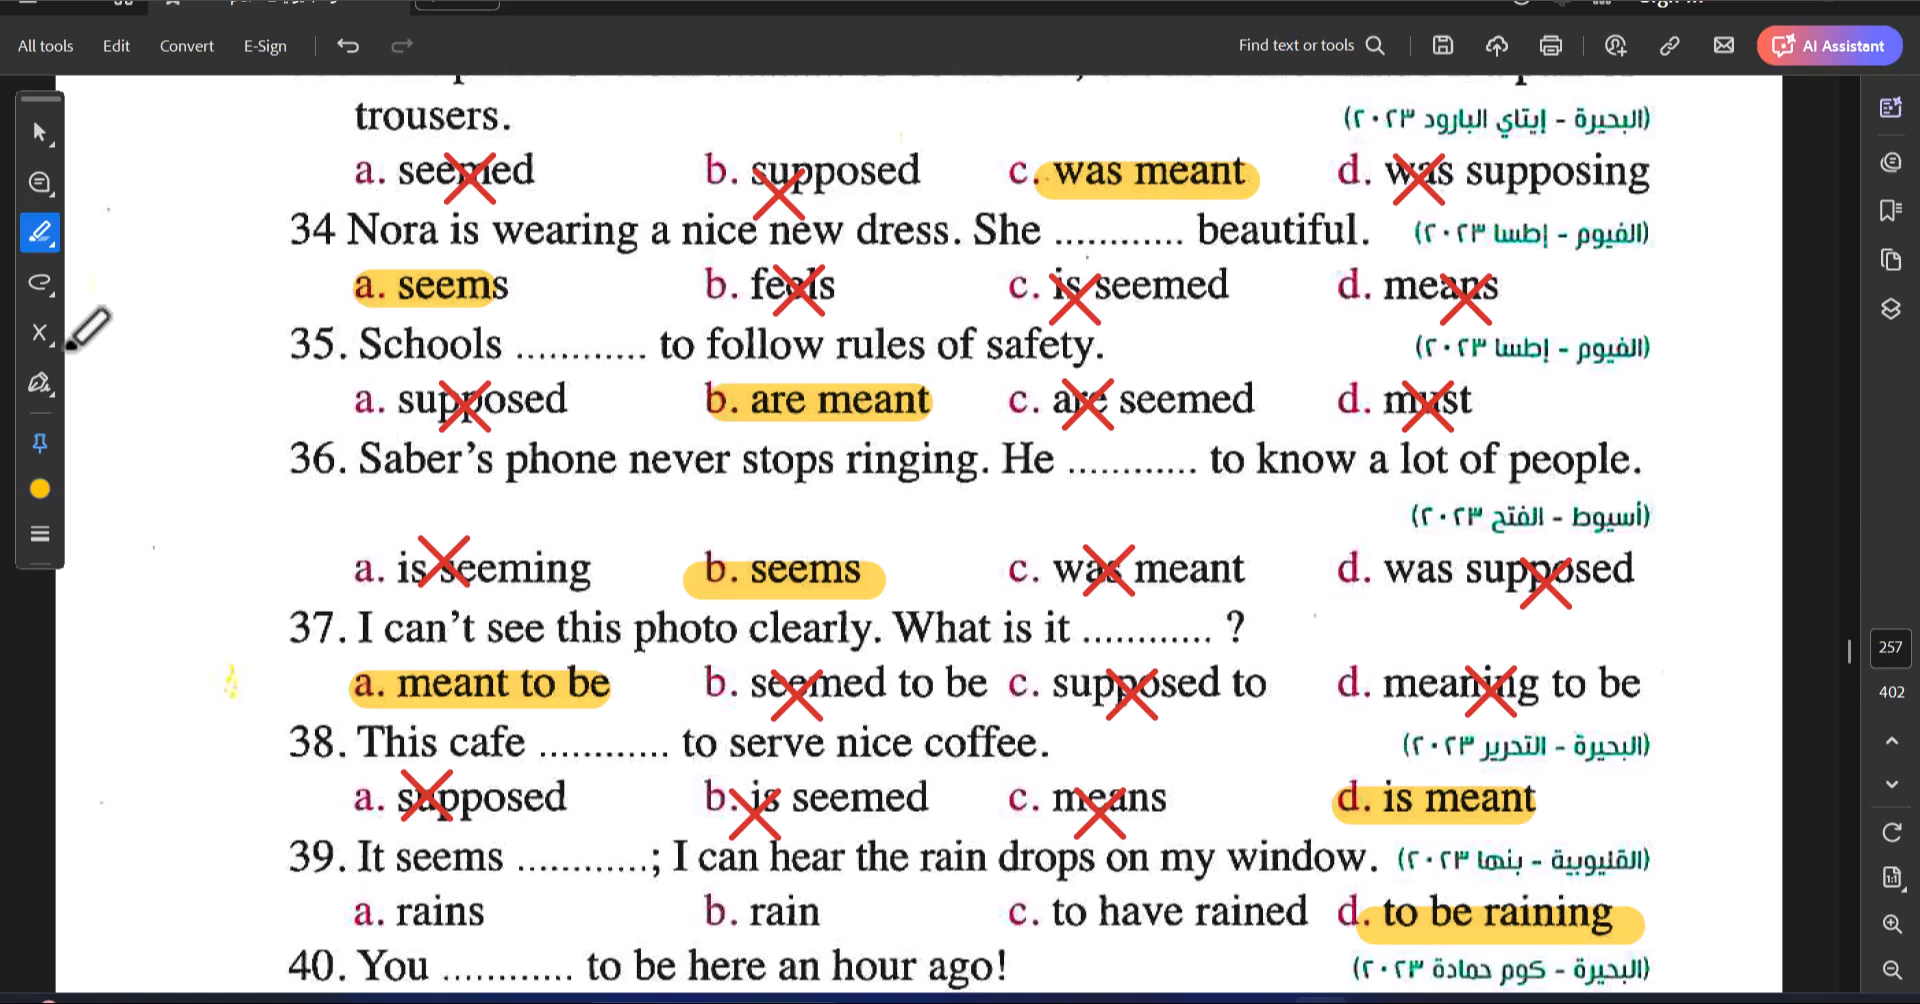 All tools Edit Convert E-Sign Find text or tools AI Assistant
trousers. (البحيرة - إيتاي البارود ٢٠٢٣)
a. seemed b. supposed c. was meant d. was supposing
34 Nora is wearing a nice new dress. She ............ beautiful. (الفيوم - إطسا ٢٠٢٣)
a. seems b. feels c. is seemed d. means
35. Schools ............ to follow rules of safety. (الفيوم - إطسا ٢٠٢٣)
a. supposed b. are meant c. are seemed d. must
36. Saber's phone never stops ringing. He ............ to know a lot of people.
(أسيوط - الفتح ٢٠٢٣)
a. is seeming b. seems c. was meant d. was supposed
37. I can't see this photo clearly. What is it ............ ?
a. meant to be b. seemed to be c. supposed to d. meaning to be
38. This cafe ............ to serve nice coffee. (البحيرة - التحرير ٢٠٢٣)
a. supposed b. is seemed c. means d. is meant
39. It seems ............; I can hear the rain drops on my window. (القليوبية - بنها ٢٠٢٣)
a. rains b. rain c. to have rained d. to be raining
40. You ............ to be here an hour ago! (البحيرة - كوم حمادة ٢٠٢٣)
257
402